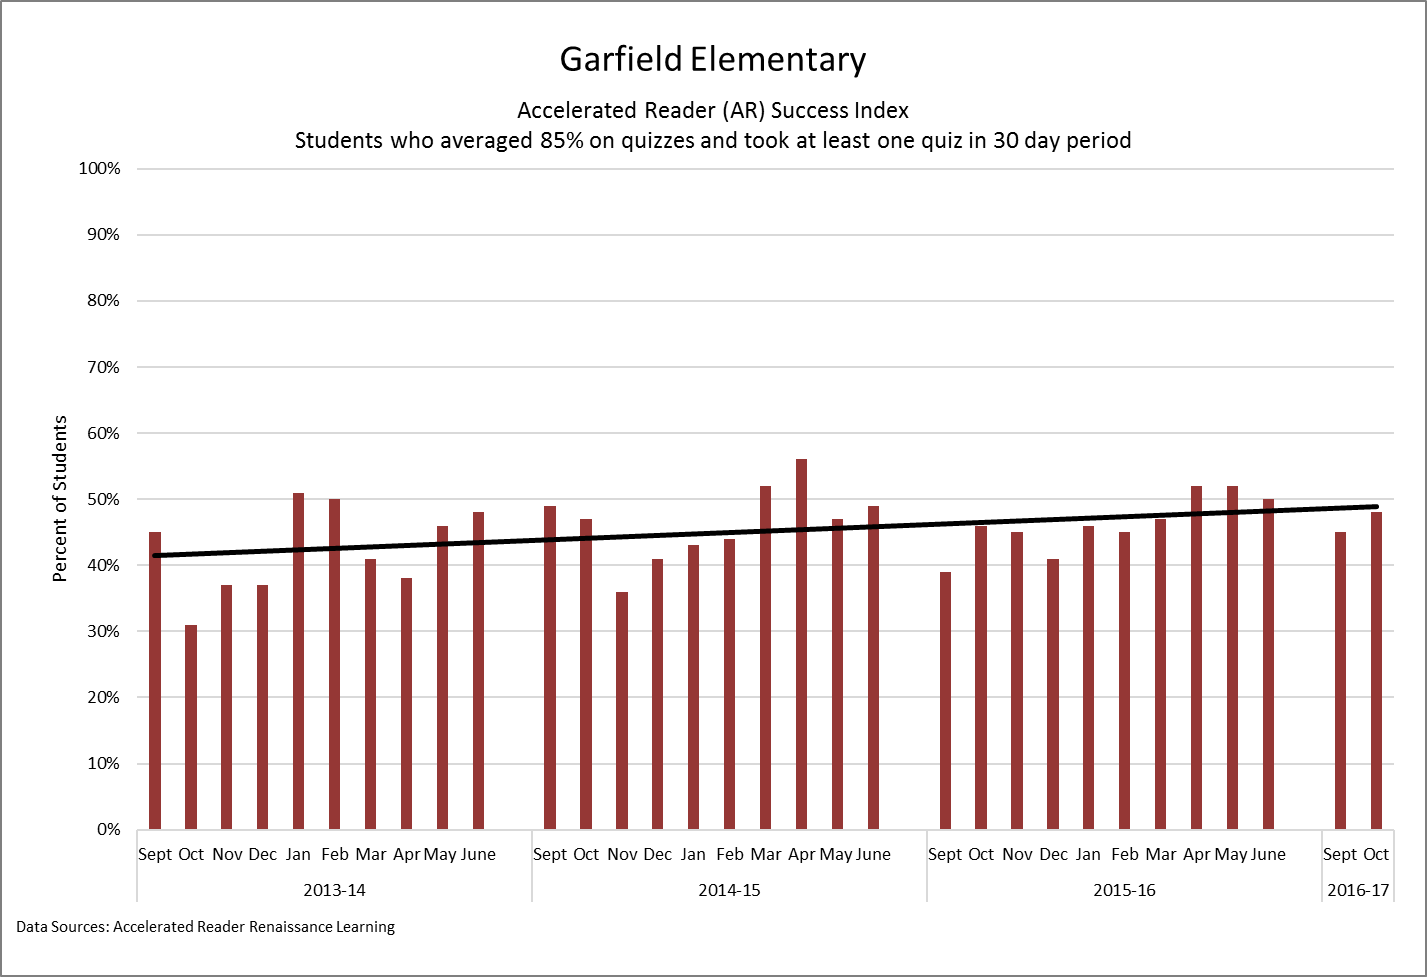 Garfield Elementary
Accelerated Reader (AR) Success Index
Students who averaged 85% on quizzes and took at least one quiz in 30 day period
100%
90%
80%
70%
60%
50%
40%
30%
20%
10%
0%
Percent of Students
Sept Oct Nov Dec Jan Feb Mar Apr May June Sept Oct Nov Dec Jan Feb Mar Apr May June Sept Oct Nov Dec Jan Feb Mar Apr May June Sept Oct
2013-14 2014-15 2015-16 2016-17
Data Sources: Accelerated Reader Renaissance Learning